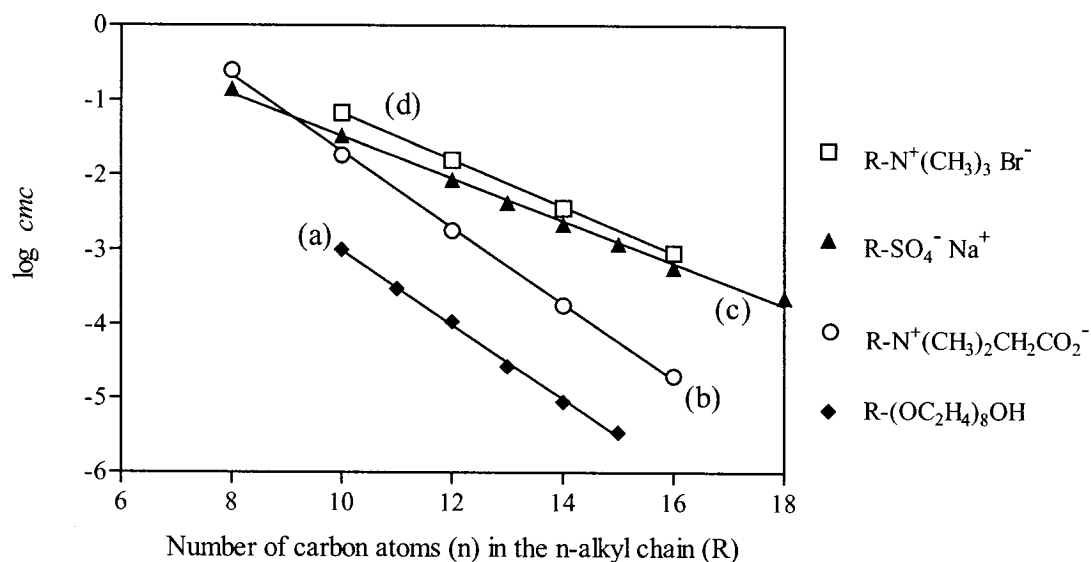 0
-1
-2
-3
-4
-5
-6
log cmc
(d)
(a)
(c)
(b)
6 8 10 12 14 16 18
Number of carbon atoms (n) in the n-alkyl chain (R)
R-N⁺(CH₃)₃ Br⁻
R-SO₄⁻ Na⁺
R-N⁺(CH₃)₂CH₂CO₂⁻
R-(OC₂H₄)₈OH